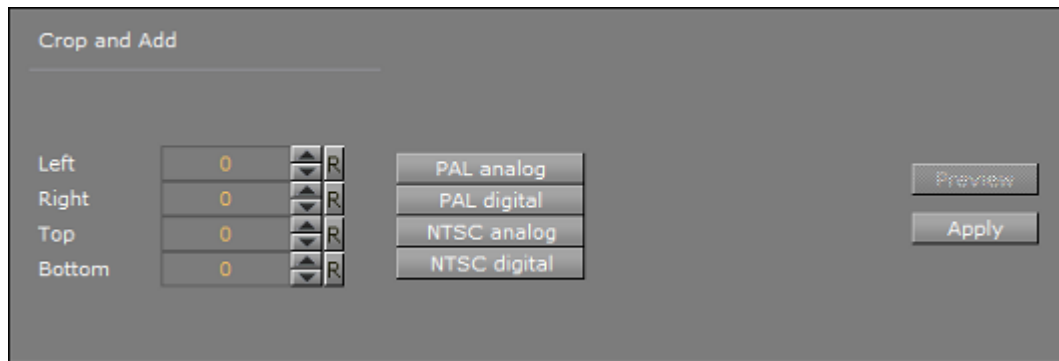 Crop and Add
Left 0 R PAL analog
Right 0 R PAL digital Preview
Top 0 R NTSC analog Apply
Bottom 0 R NTSC digital